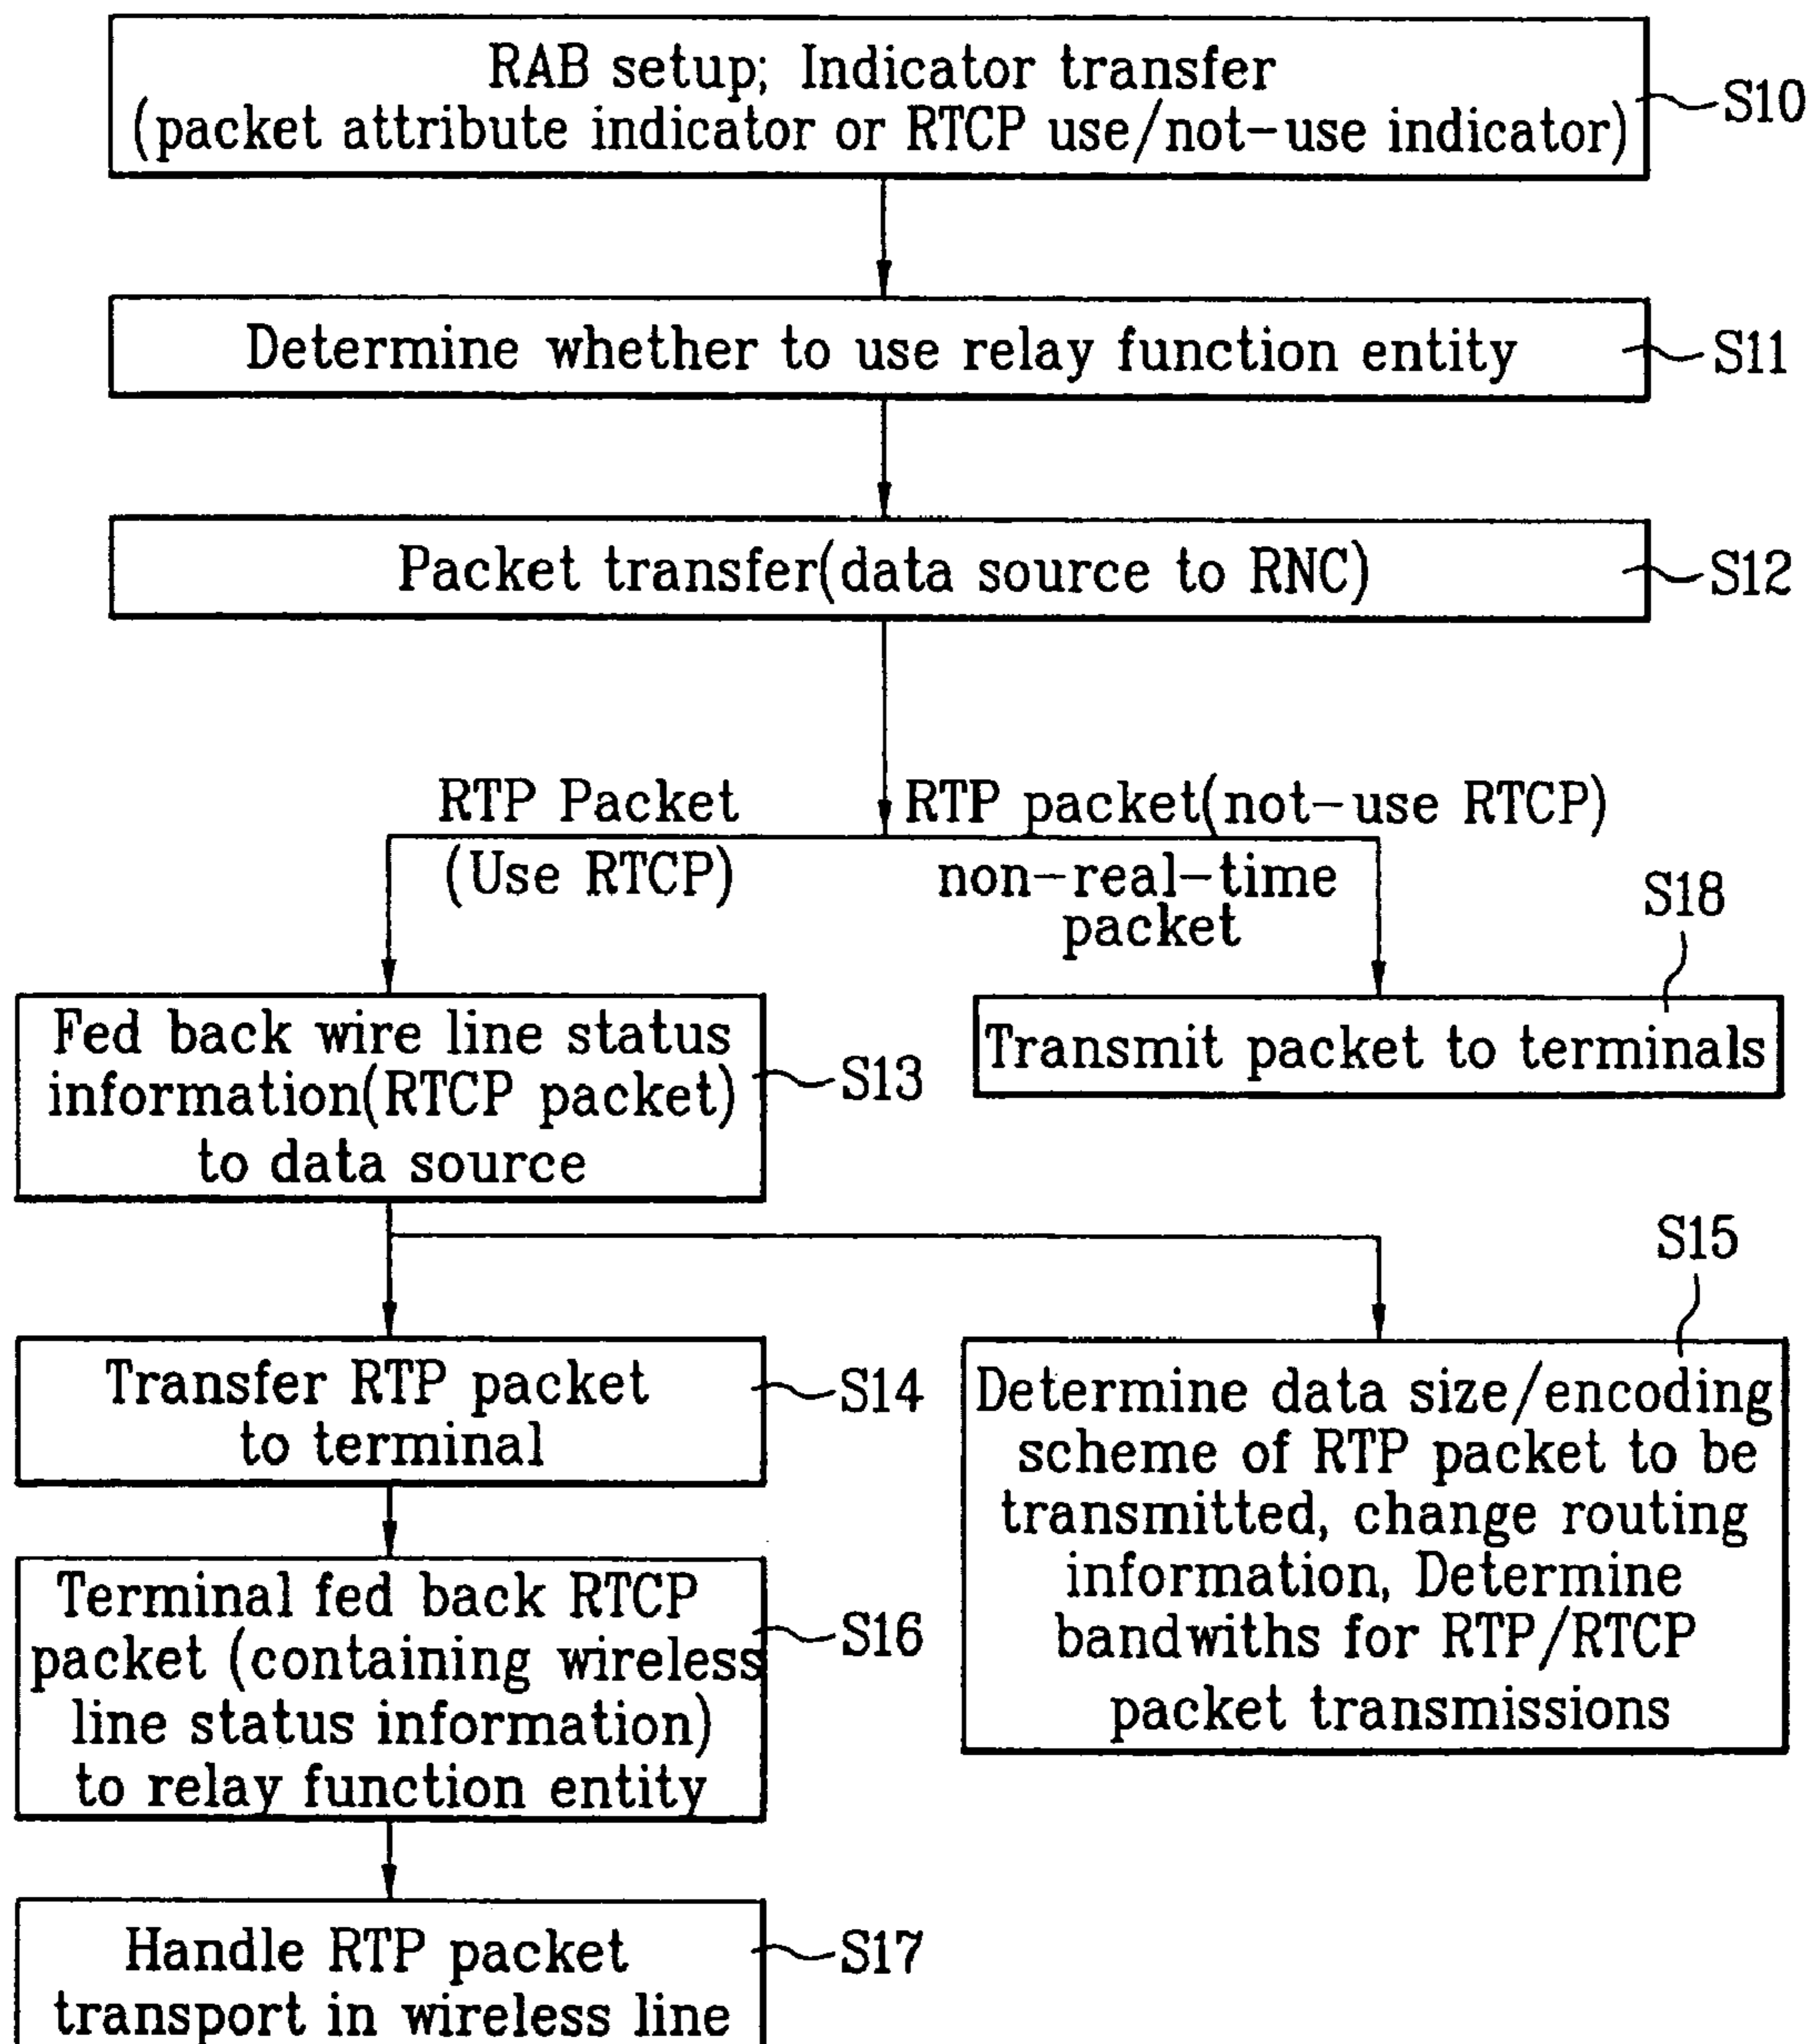 RAB setup; Indicator transfer
(packet attribute indicator or RTCP use/not-use indicator)
S10
Determine whether to use relay function entity
S11
Packet transfer(data source to RNC)
S12
RTP Packet
(Use RTCP)
RTP packet(not-use RTCP)
non-real-time
packet
S18
Transmit packet to terminals
Fed back wire line status
information(RTCP packet)
to data source
S13
S15
Transfer RTP packet
to terminal
S14
Determine data size/encoding
scheme of RTP packet to be
transmitted, change routing
information, Determine
bandwiths for RTP/RTCP
packet transmissions
Terminal fed back RTCP
packet (containing wireless
line status information)
to relay function entity
S16
Handle RTP packet
transport in wireless line
S17